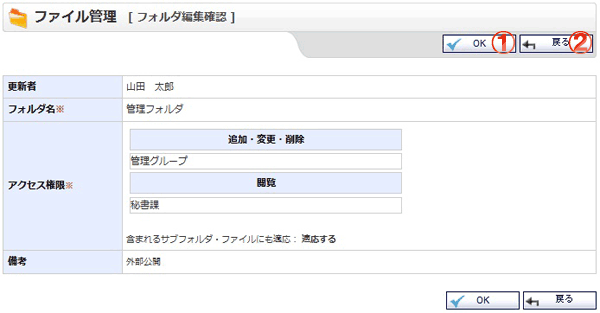 ファイル管理 [ フォルダ編集確認 ]
OK ① 戻る ②
更新者 山田 太郎
フォルダ名※ 管理フォルダ
アクセス権限※
追加・変更・削除
管理グループ
閲覧
秘書課
含まれるサブフォルダ・ファイルにも適応： 適応する
備考 外部公開
OK 戻る